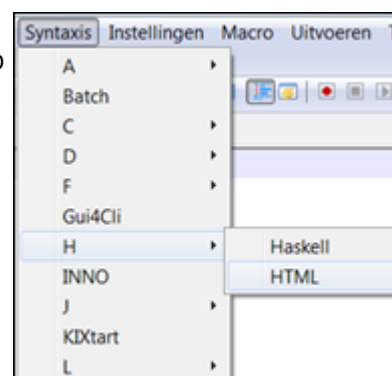 Syntaxis Instellingen Macro Uitvoeren
A
Batch
C
D
F
Gui4Cli
H
Haskell
INNO
HTML
J
KIXtart
L